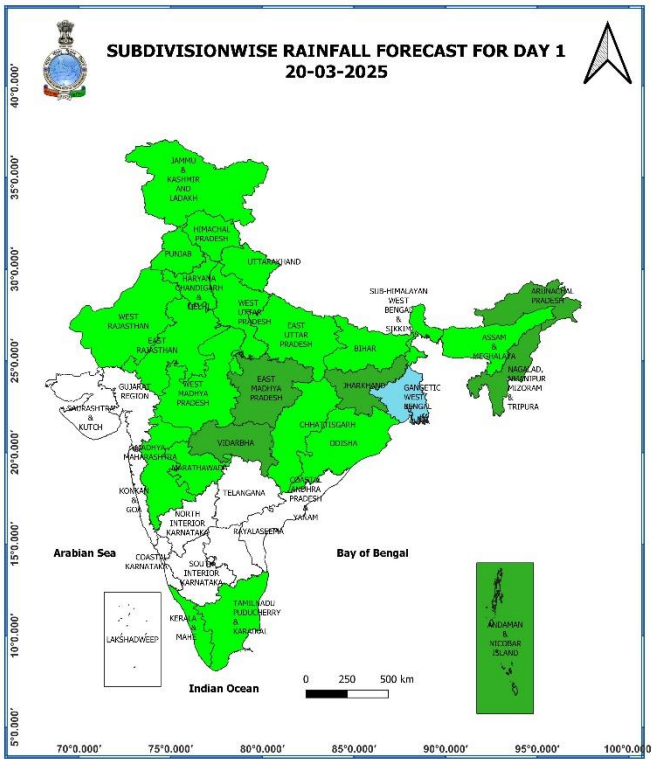 SUBDIVISIONWISE RAINFALL FORECAST FOR DAY 1
20-03-2025
40°0.000'
35°0.000'
30°0.000'
25°0.000'
20°0.000'
15°0.000'
10°0.000'
5°0.000'
JAMMU
&
KASHMIR
AND
LADAKH
HIMACHAL
PRADESH
PUNJAB
UTTARAKHAND
HARYANA
CHANDIGARH
&
DELHI
WEST
UTTAR
PRADESH
WEST
RAJASTHAN
EAST
RAJASTHAN
EAST
UTTAR
PRADESH
SUB-HIMALAYAN
WEST
BENGAL
&
SIKKIM
ARUNACHAL
PRADESH
ASSAM
&
MEGHALAYA
BIHAR
NAGALAD,
MANIPUR
MIZORAM
&
TRIPURA
GUJARAT
REGION
SAURASHTRA
&
KUTCH
WEST
MADHYA
PRADESH
EAST
MADHYA
PRADESH
JHARKHAND
GANGETIC
WEST
BENGAL
CHHATTISGARH
ODISHA
VIDARBHA
MADHYA
MAHARASHTRA
MARATHAWADA
KONKAN
&
GOA
TELANGANA
COASTAL
ANDHRA
PRADESH
&
YANAM
NORTH
INTERIOR
KARNATAKA
RAYALASEEMA
COASTAL
KARNATAKA
SOUTH
INTERIOR
KARNATAKA
Arabian Sea
Bay of Bengal
LAKSHADWEEP
KERALA
&
MAHE
TAMILNADU
PUDUCHERRY
&
KARAIKAL
ANDAMAN
&
NICOBAR
ISLAND
Indian Ocean
0 250 500 km
70°0.000' 75°0.000' 80°0.000' 85°0.000' 90°0.000' 95°0.000' 100°0.000'